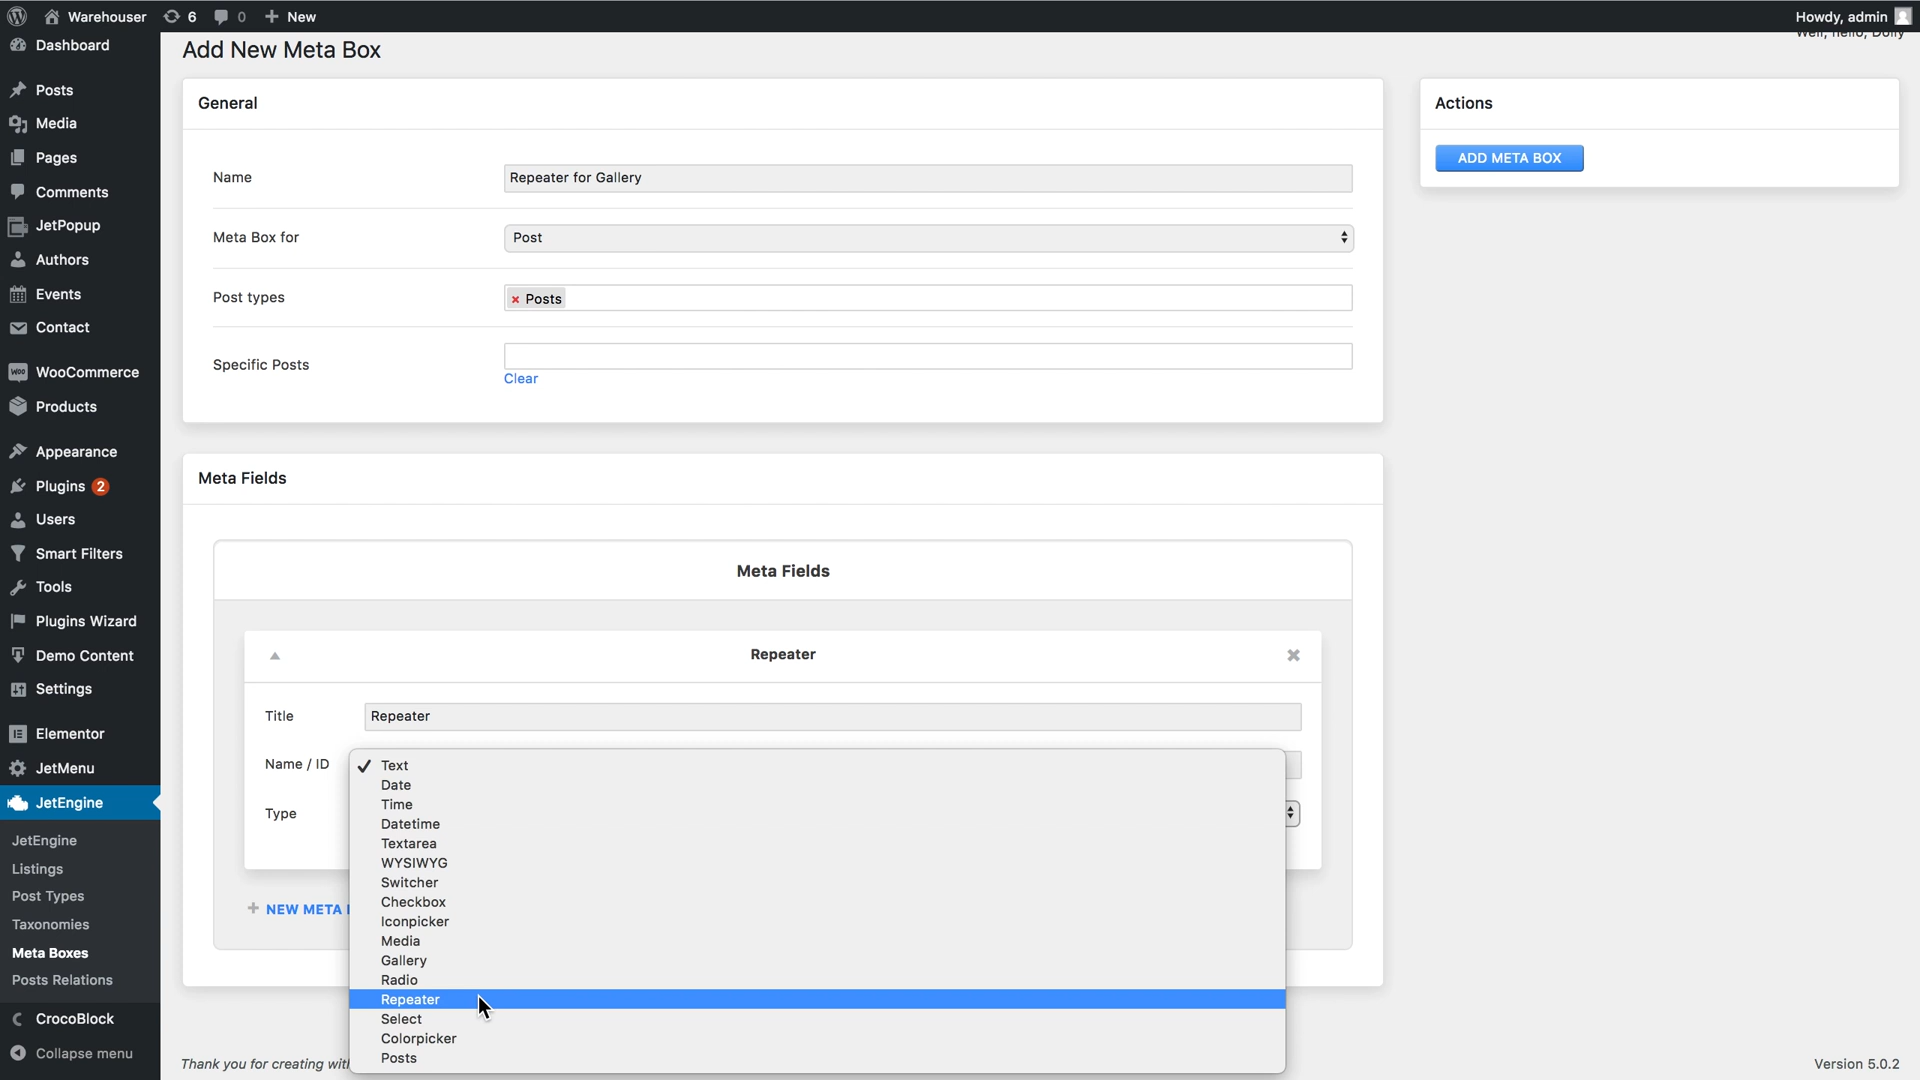 Warehouser 6 0 New Howdy, admin
Well, hello, Dolly
Dashboard
Posts
Media
Pages
Comments
JetPopup
Authors
Events
Contact
WooCommerce
Products
Appearance
Plugins 2
Users
Smart Filters
Tools
Plugins Wizard
Demo Content
Settings
Elementor
JetMenu
JetEngine
JetEngine
Listings
Post Types
Taxonomies
Meta Boxes
Posts Relations
CrocoBlock
Collapse menu
Add New Meta Box
General
Name Repeater for Gallery
Meta Box for Post
Post types × Posts
Specific Posts
Clear
Meta Fields
Meta Fields
Repeater
Title Repeater
Name / ID
Type
NEW META
✓ Text
Date
Time
Datetime
Textarea
WYSIWYG
Switcher
Checkbox
Iconpicker
Media
Gallery
Radio
Repeater
Select
Colorpicker
Posts
Actions
ADD META BOX
Thank you for creating with
Version 5.0.2